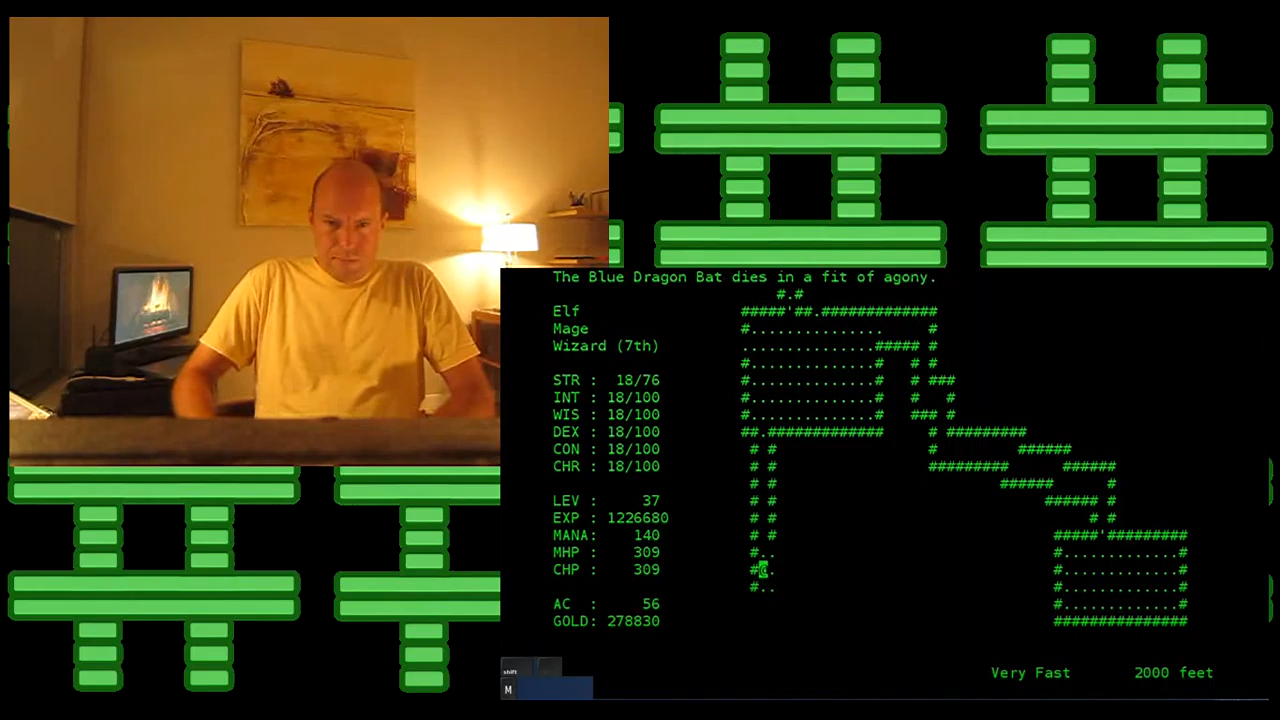 The Blue Dragon Bat dies in a fit of agony.
#.#
Elf #####'##.#############
Mage #............... #
Wizard (7th) ...............##### #
#..............# # #
STR : 18/76 #..............# # ###
INT : 18/100 #..............# # #
WIS : 18/100 #..............# ### #
DEX : 18/100 ##.############# # #########
CON : 18/100 # # # ######
CHR : 18/100 # # ######### ######
# # ###### #
LEV : 37 # # ###### #
EXP : 1226680 # # # #
MANA: 140 # # #####'#########
MHP : 309 #.. #.............#
CHP : 309 #@. #.............#
#.. #.............#
AC : 56 #.............#
GOLD: 278830 ###############
Very Fast 2000 feet
shift
M